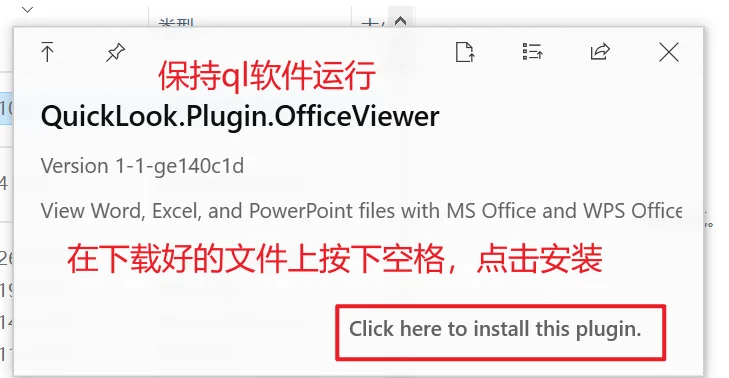 类型
保持ql软件运行
QuickLook.Plugin.OfficeViewer
Version 1-1-ge140c1d
View Word, Excel, and PowerPoint files with MS Office and WPS Office
在下载好的文件上按下空格，点击安装
Click here to install this plugin.